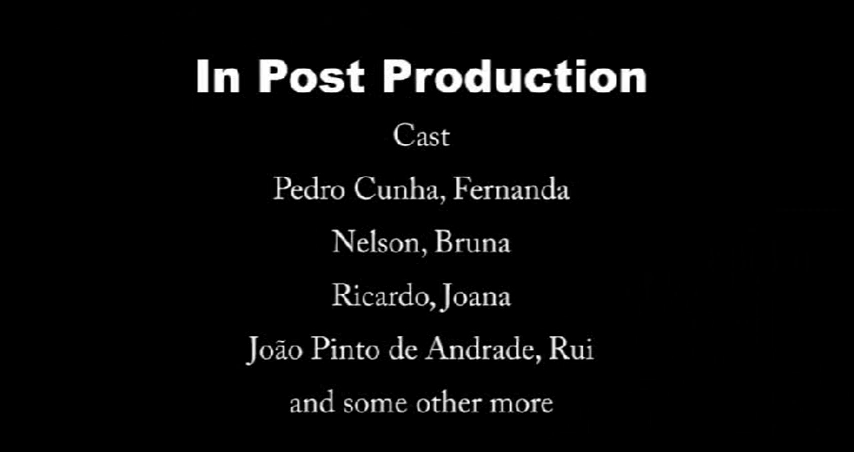 In Post Production
Cast
Pedro Cunha, Fernanda
Nelson, Bruna
Ricardo, Joana
João Pinto de Andrade, Rui
and some other more